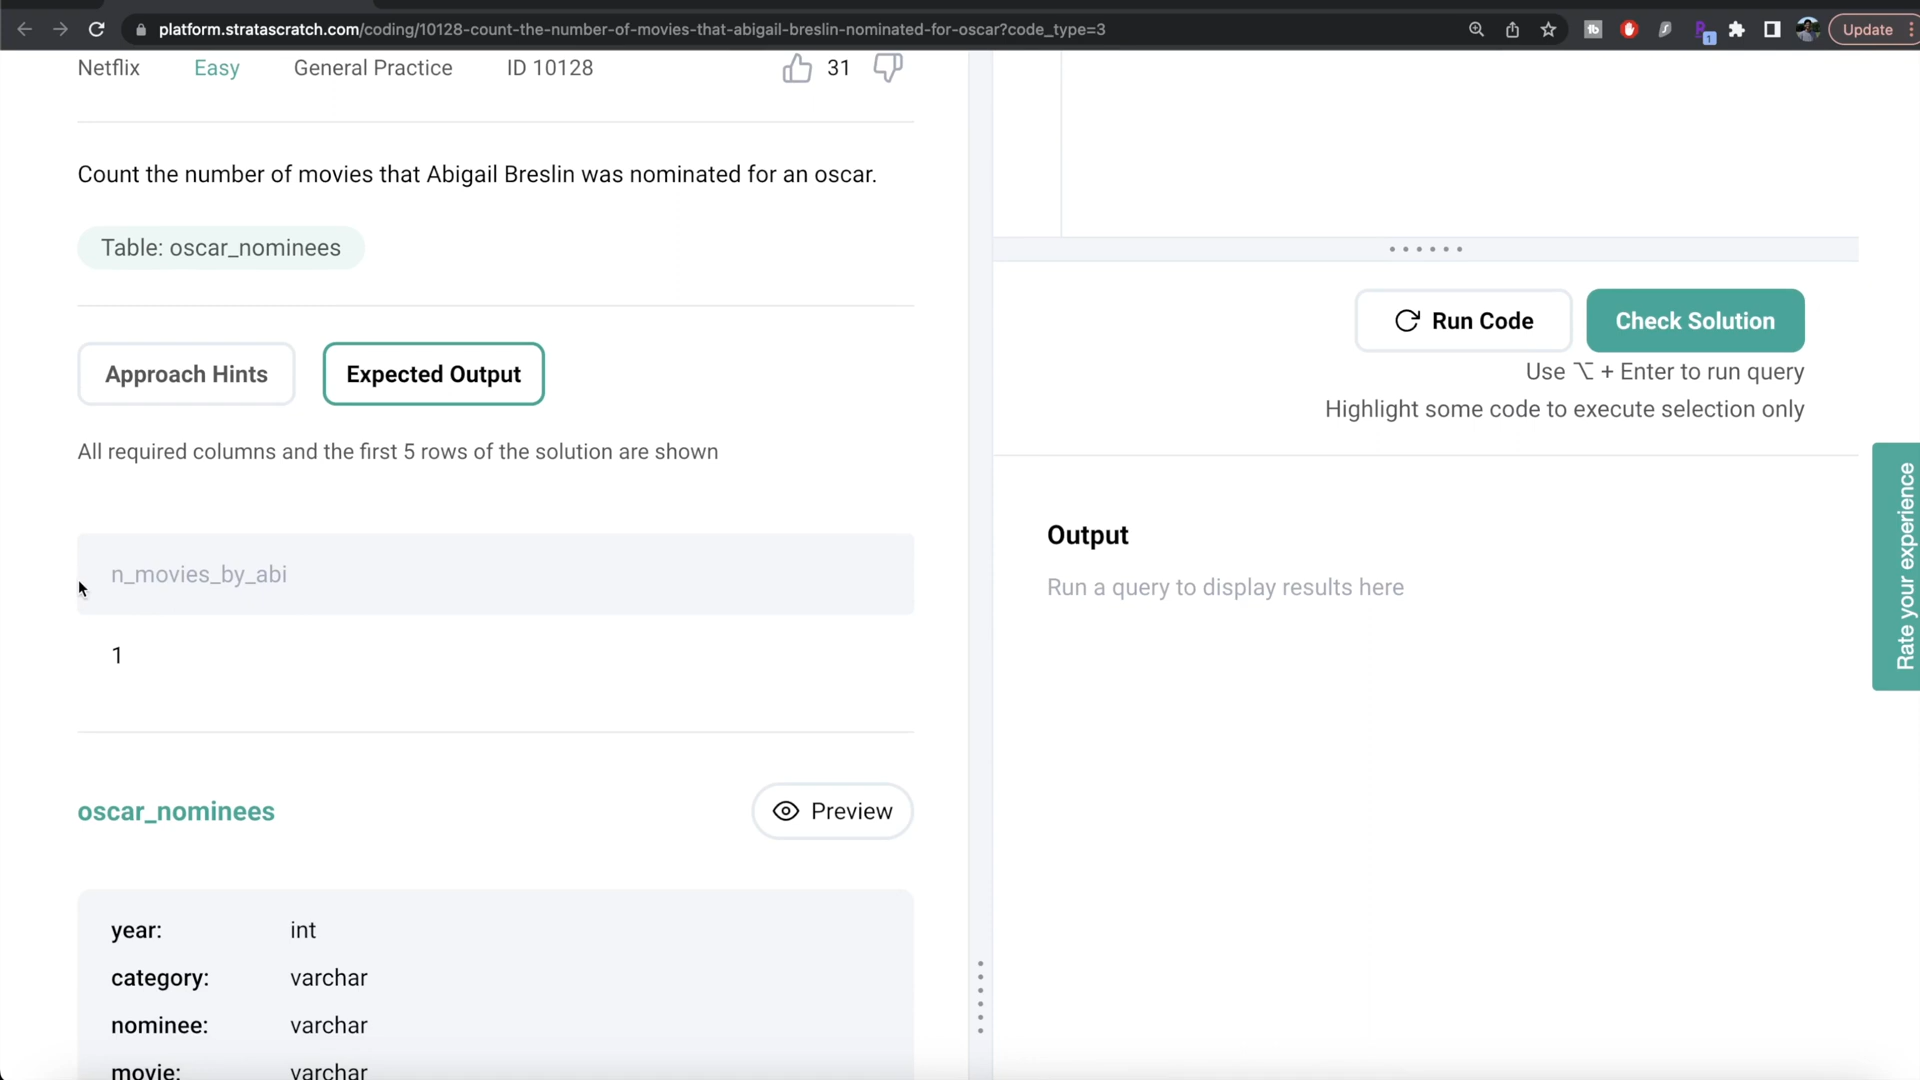 platform.stratascratch.com/coding/10128-count-the-number-of-movies-that-abigail-breslin-nominated-for-oscar?code_type=3
Update
Netflix Easy General Practice ID 10128 31
Count the number of movies that Abigail Breslin was nominated for an oscar.
Table: oscar_nominees
Approach Hints Expected Output
All required columns and the first 5 rows of the solution are shown
n_movies_by_abi
1
oscar_nominees Preview
year: int
category: varchar
nominee: varchar
movie: varchar
Run Code Check Solution
Use ⌥ + Enter to run query
Highlight some code to execute selection only
Output
Run a query to display results here
Rate your experience